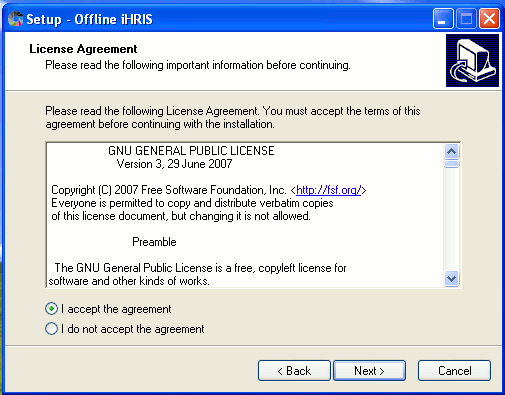 Setup - Offline iHRIS
License Agreement
Please read the following important information before continuing.
Please read the following License Agreement. You must accept the terms of this
agreement before continuing with the installation.
GNU GENERAL PUBLIC LICENSE
Version 3, 29 June 2007
Copyright (C) 2007 Free Software Foundation, Inc. <http://fsf.org/>
Everyone is permitted to copy and distribute verbatim copies
of this license document, but changing it is not allowed.
Preamble
The GNU General Public License is a free, copyleft license for
software and other kinds of works.
I accept the agreement
I do not accept the agreement
< Back
Next >
Cancel